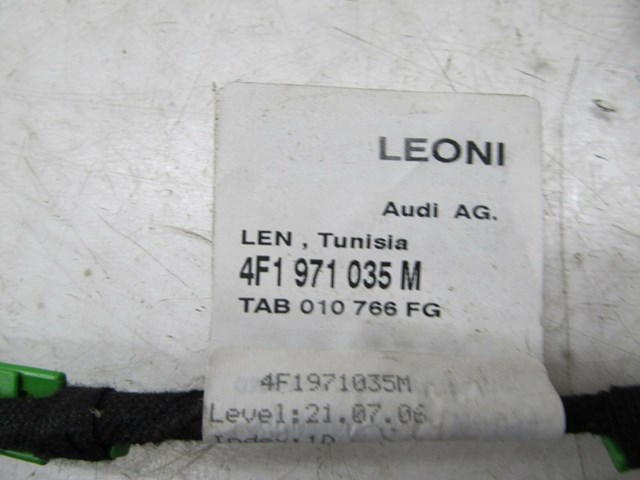 LEONI
Audi AG.
LEN , Tunisia
4F1 971 035 M
TAB 010 766 FG
4F1971035M
Level:21.07.06